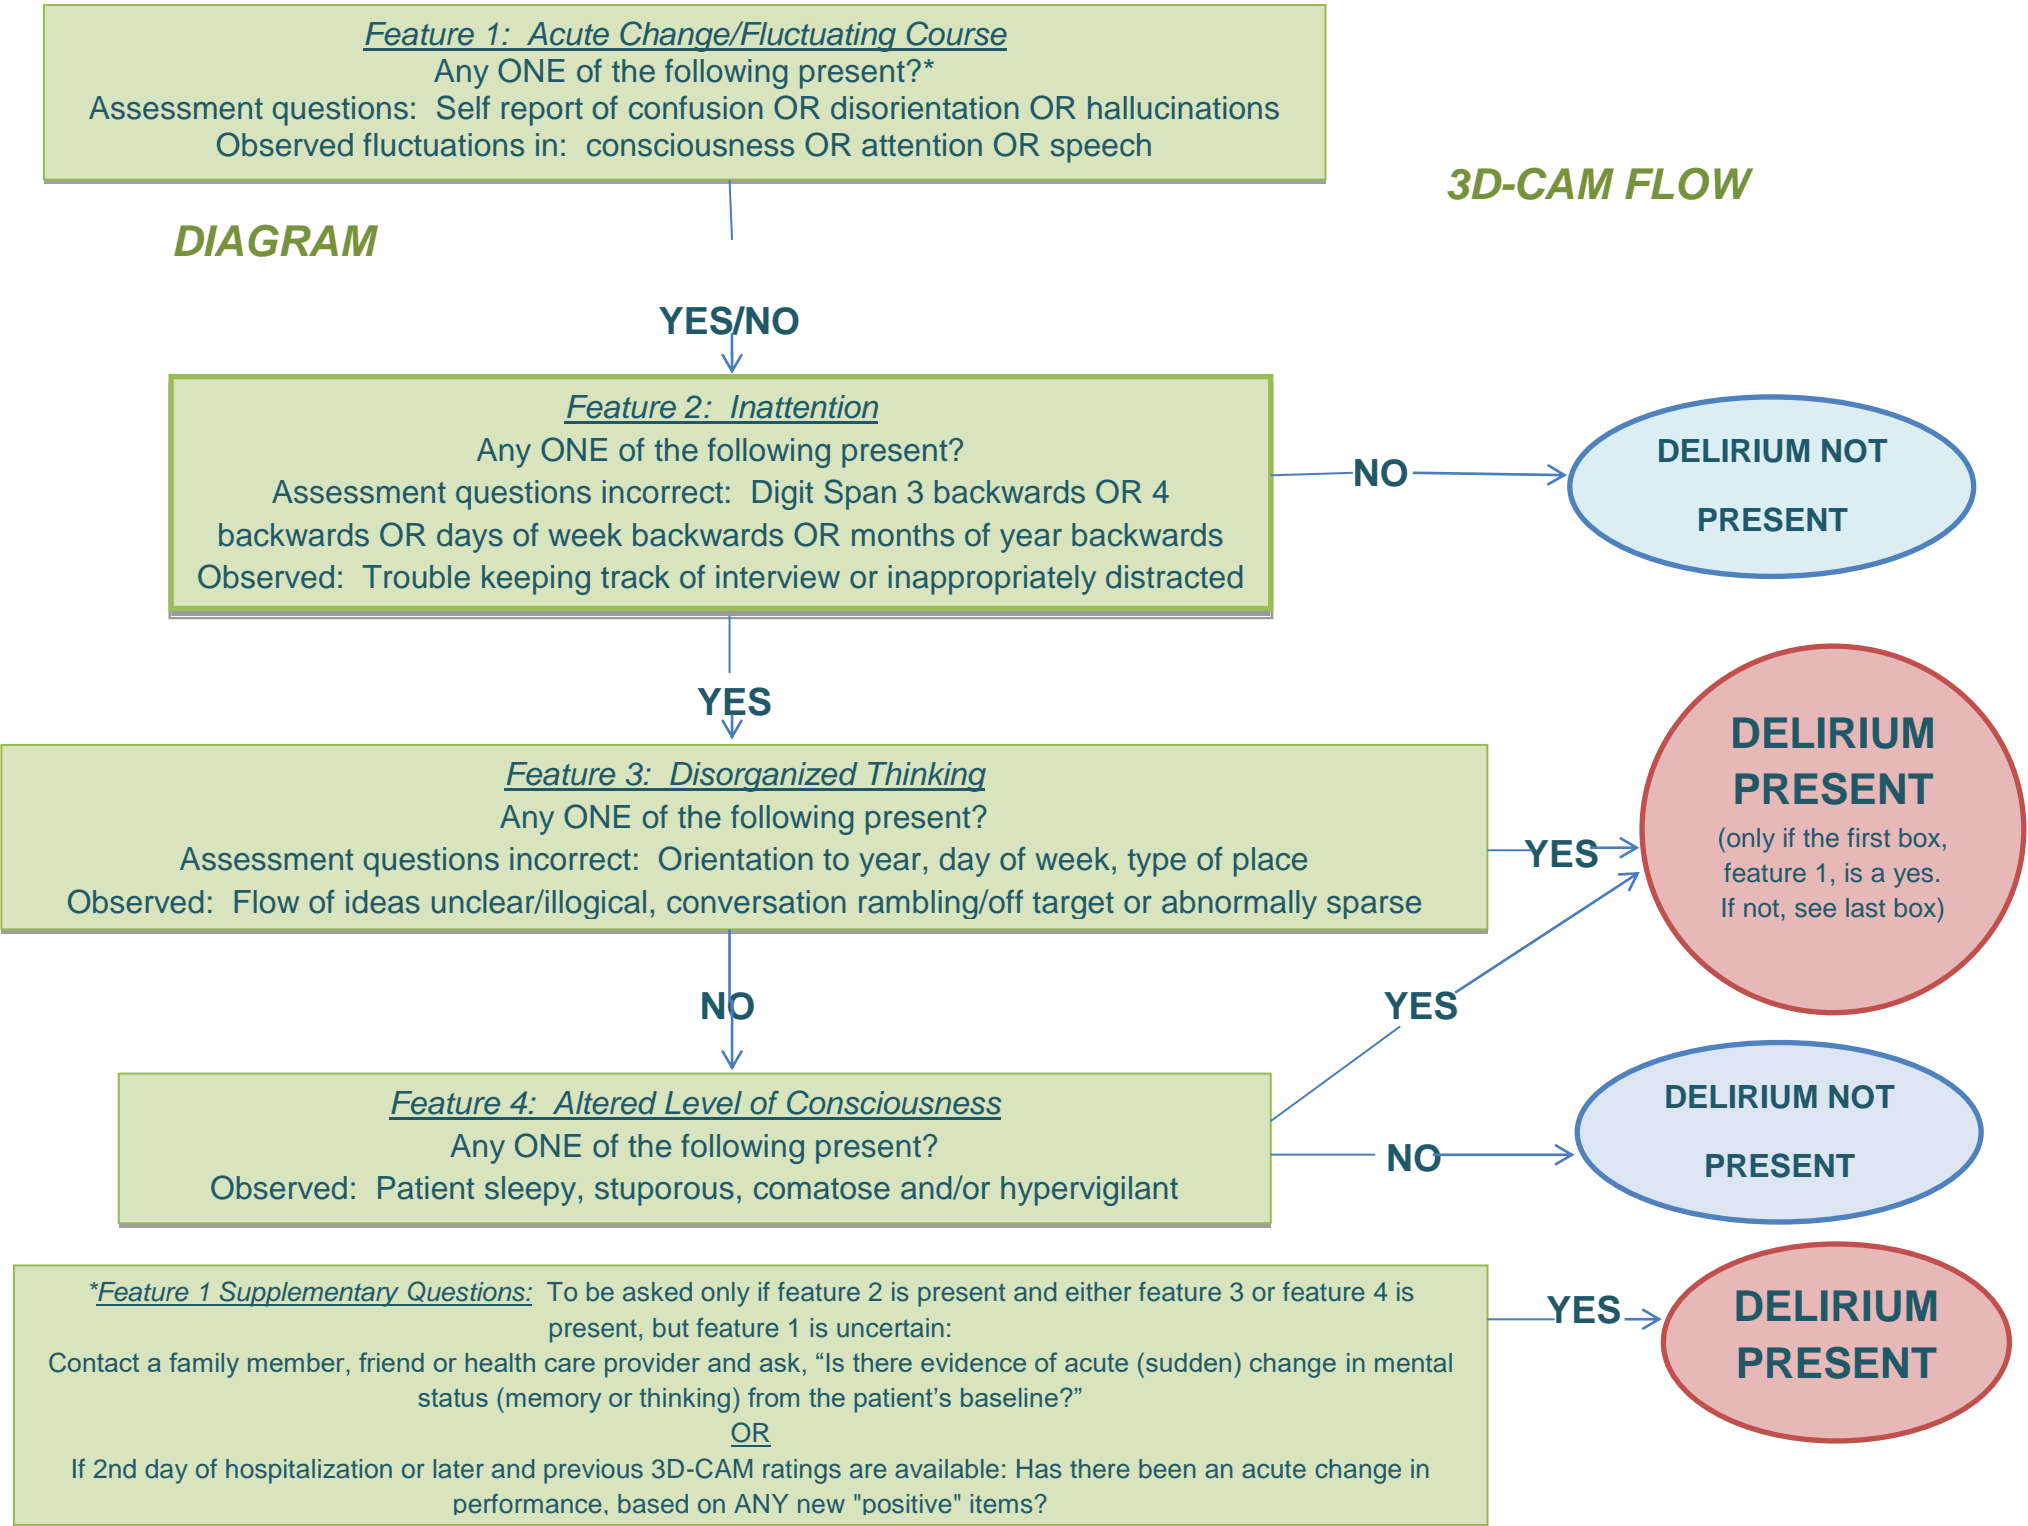 Feature 1:  Acute Change/Fluctuating Course
Any ONE of the following present?*
Assessment questions:  Self report of confusion OR disorientation OR hallucinations
Observed fluctuations in:  consciousness OR attention OR speech
3D-CAM FLOW
DIAGRAM
YES/NO
Feature 2:  Inattention
Any ONE of the following present?
Assessment questions incorrect:  Digit Span 3 backwards OR 4
backwards OR days of week backwards OR months of year backwards
Observed:  Trouble keeping track of interview or inappropriately distracted
NO
DELIRIUM NOT
PRESENT
YES
Feature 3:  Disorganized Thinking
Any ONE of the following present?
Assessment questions incorrect:  Orientation to year, day of week, type of place
Observed:  Flow of ideas unclear/illogical, conversation rambling/off target or abnormally sparse
YES
DELIRIUM
PRESENT
(only if the first box,
feature 1, is a yes.
If not, see last box)
NO
YES
Feature 4:  Altered Level of Consciousness
Any ONE of the following present?
Observed:  Patient sleepy, stuporous, comatose and/or hypervigilant
NO
DELIRIUM NOT
PRESENT
*Feature 1 Supplementary Questions:  To be asked only if feature 2 is present and either feature 3 or feature 4 is
present, but feature 1 is uncertain:
Contact a family member, friend or health care provider and ask, “Is there evidence of acute (sudden) change in mental
status (memory or thinking) from the patient’s baseline?”
OR
If 2nd day of hospitalization or later and previous 3D-CAM ratings are available: Has there been an acute change in
performance, based on ANY new "positive" items?
YES
DELIRIUM
PRESENT